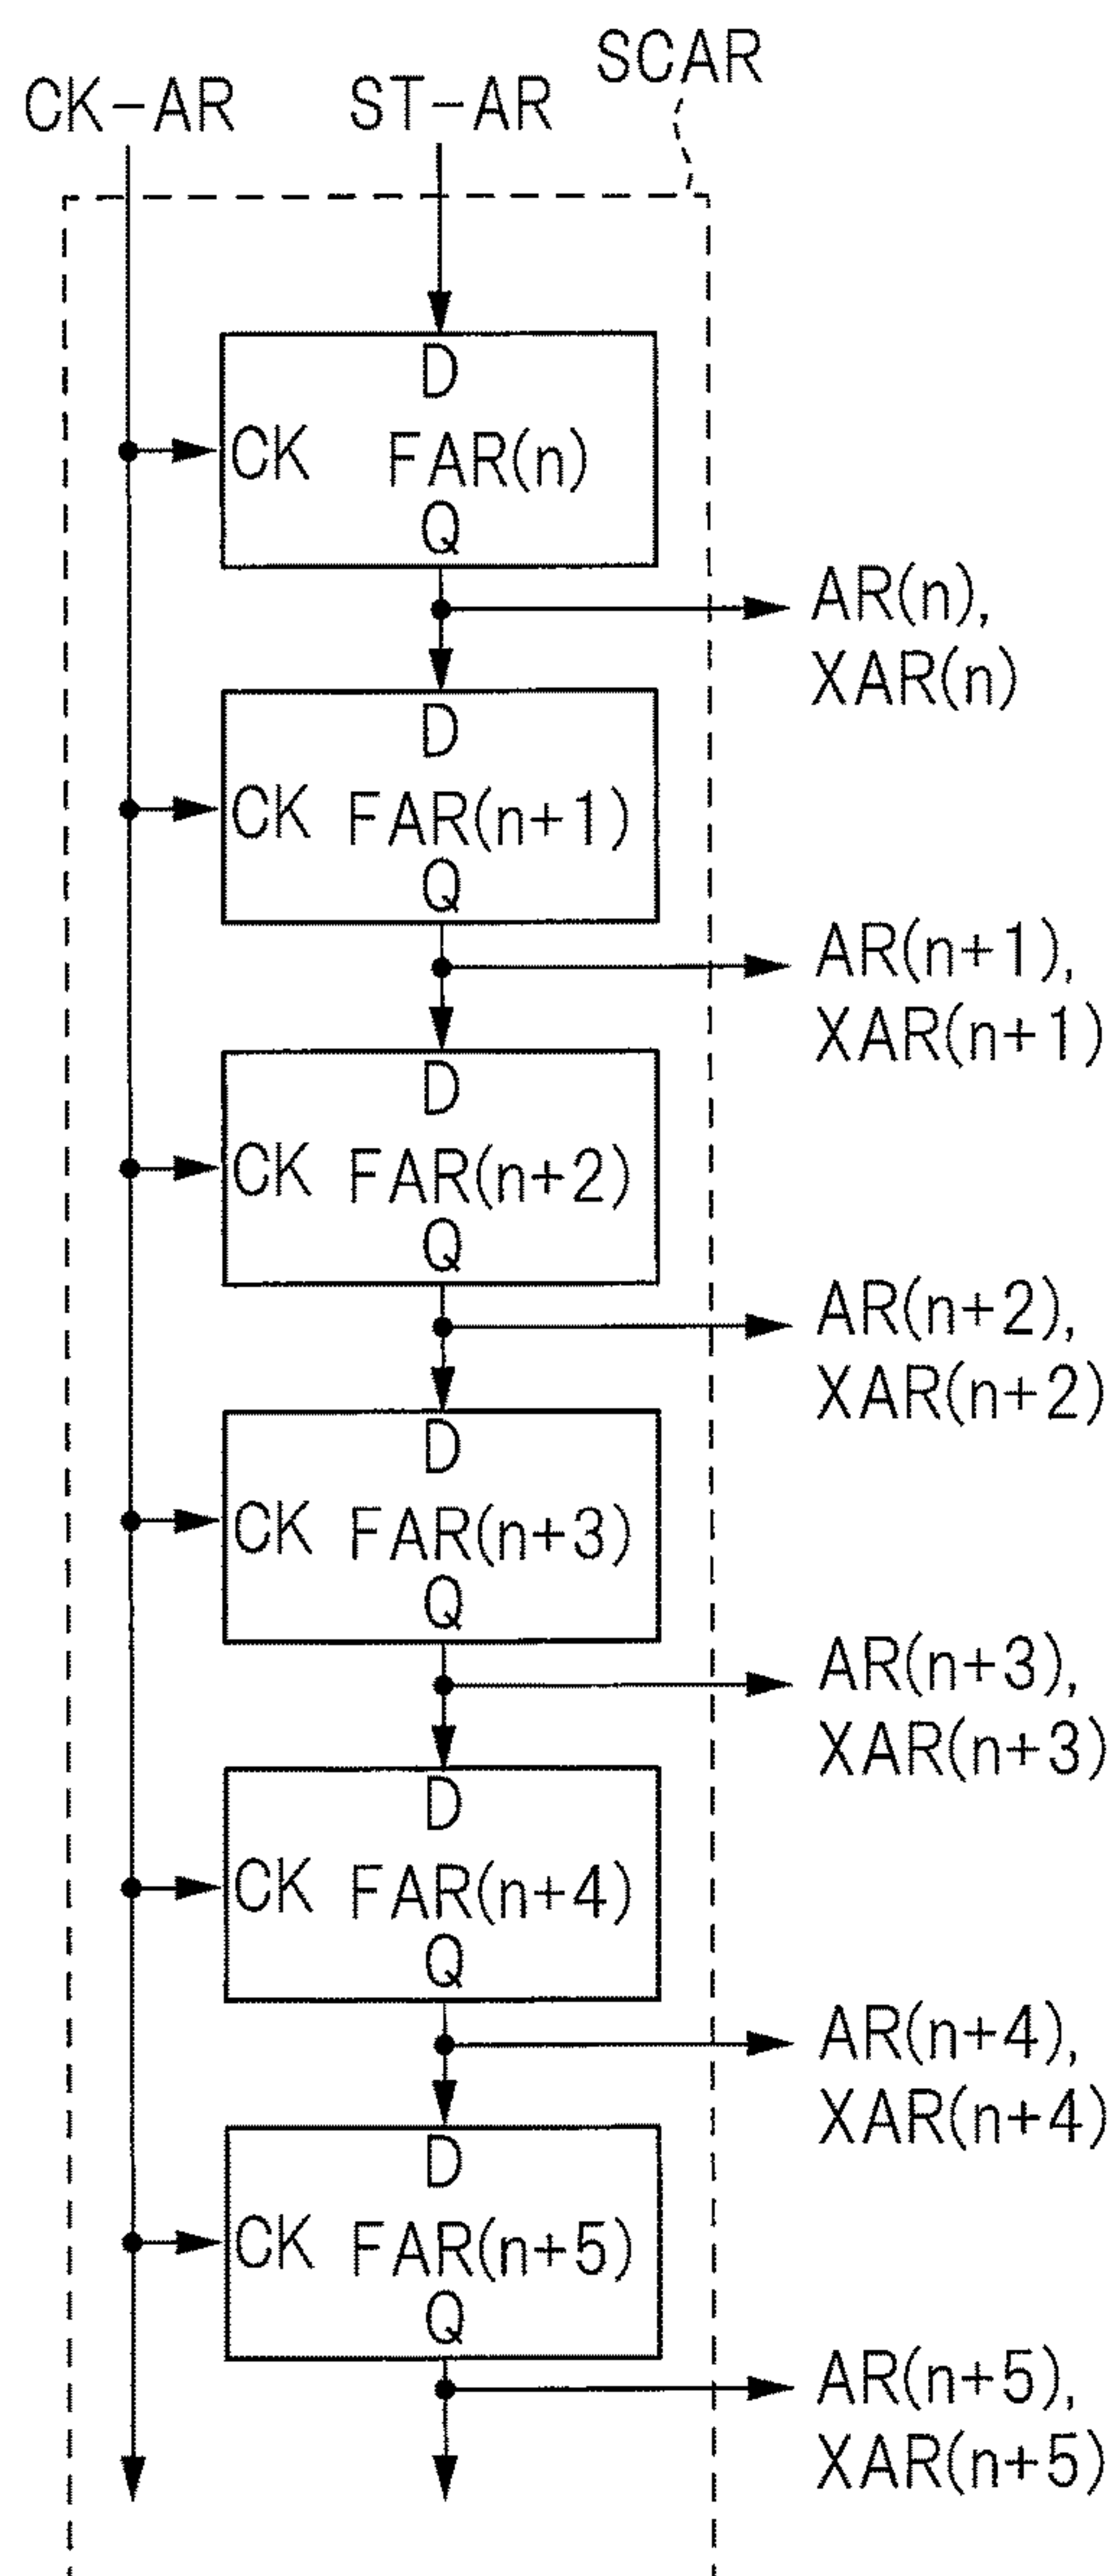 SCAR
CK-AR
ST-AR
D
CK
FAR(n)
Q
AR(n),
XAR(n)
D
CK
FAR(n+1)
Q
AR(n+1),
XAR(n+1)
D
CK
FAR(n+2)
Q
AR(n+2),
XAR(n+2)
D
CK
FAR(n+3)
Q
AR(n+3),
XAR(n+3)
D
CK
FAR(n+4)
Q
AR(n+4),
XAR(n+4)
D
CK
FAR(n+5)
Q
AR(n+5),
XAR(n+5)